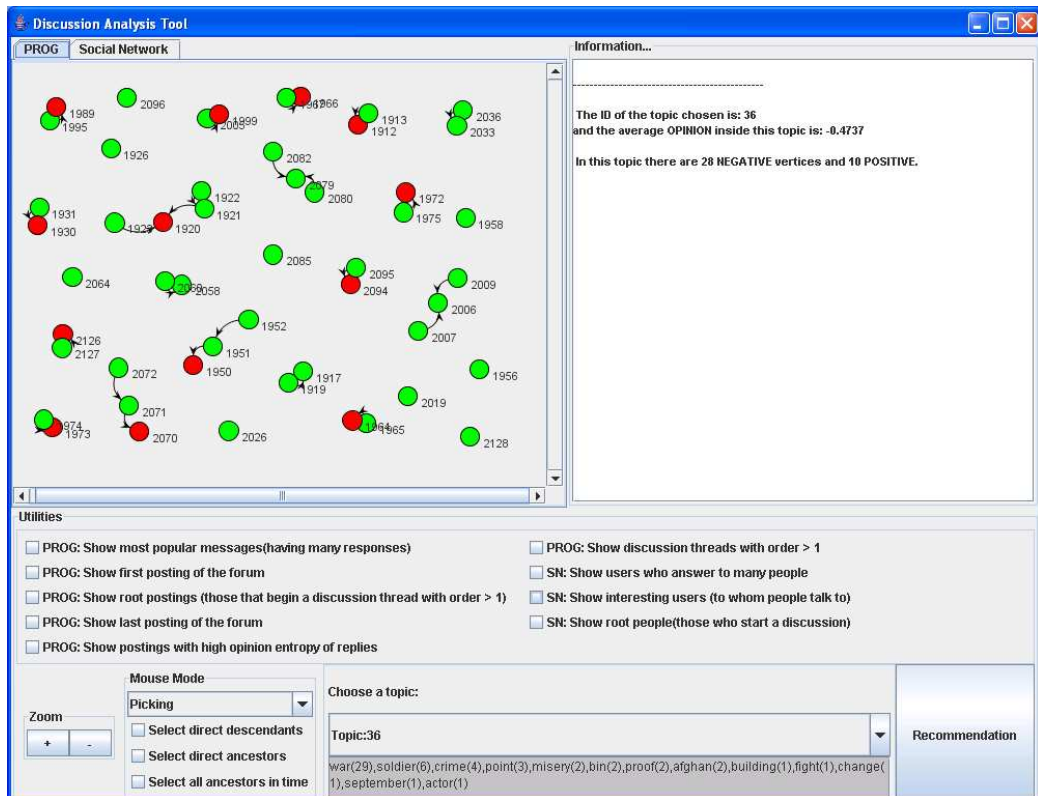 Discussion Analysis Tool
PROG Social Network
1989
1995
2096
1967
1966
2005
1999
1913
1912
2036
2033
1926
2082
2079
2080
1922
1921
1920
1931
1930
1972
1975
1958
2085
2064
2058
2095
2094
2009
2006
2007
1952
1951
1950
2126
2127
2072
2071
2070
1917
1919
1956
2019
1973
2026
1964
1965
2128
Information...
----------------------------------------------
The ID of the topic chosen is: 36
and the average OPINION inside this topic is: -0.4737
In this topic there are 28 NEGATIVE vertices and 10 POSITIVE.
Utilities
PROG: Show most popular messages(having many responses)
PROG: Show first posting of the forum
PROG: Show root postings (those that begin a discussion thread with order > 1)
PROG: Show last posting of the forum
PROG: Show postings with high opinion entropy of replies
PROG: Show discussion threads with order > 1
SN: Show users who answer to many people
SN: Show interesting users (to whom people talk to)
SN: Show root people(those who start a discussion)
Zoom
+ -
Mouse Mode
Picking
Select direct descendants
Select direct ancestors
Select all ancestors in time
Choose a topic:
Topic:36
war(29),soldier(6),crime(4),point(3),misery(2),bin(2),proof(2),afghan(2),building(1),fight(1),change(
1),september(1),actor(1)
Recommendation